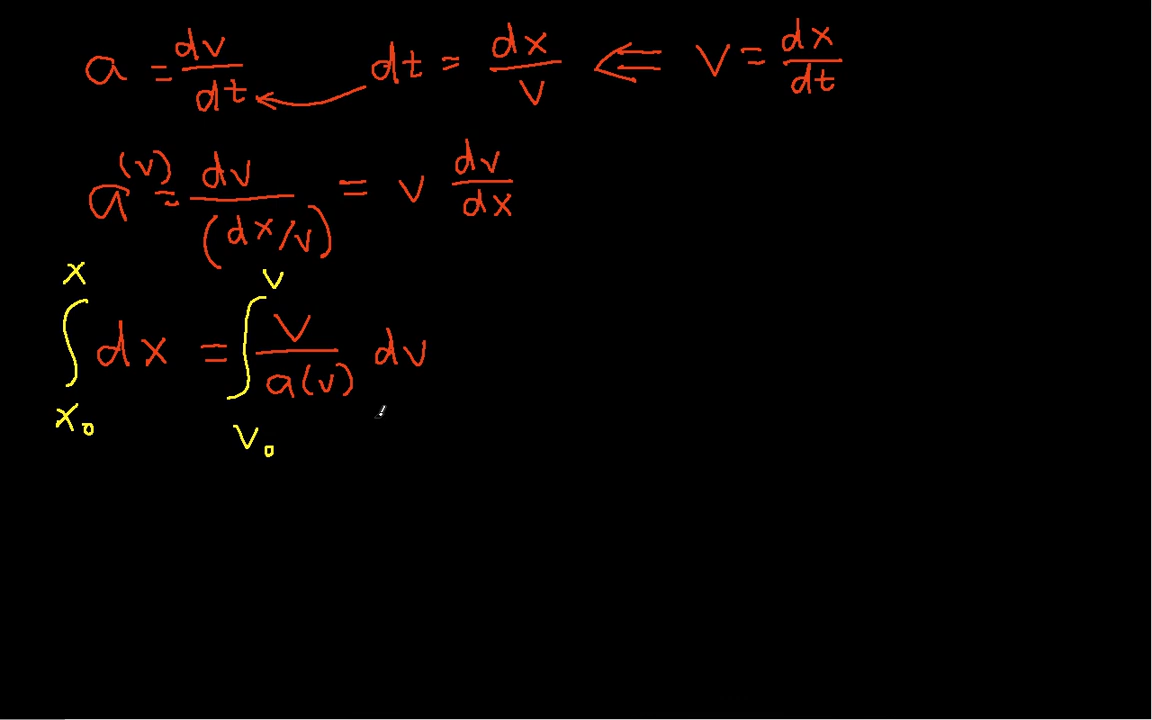 a = dv/dt dt = dx/v ⇐ v = dx/dt
a(v) = dv/(dx/v) = v dv/dx
∫_{x₀}^{x} dx = ∫_{v₀}^{v} v/a(v) dv